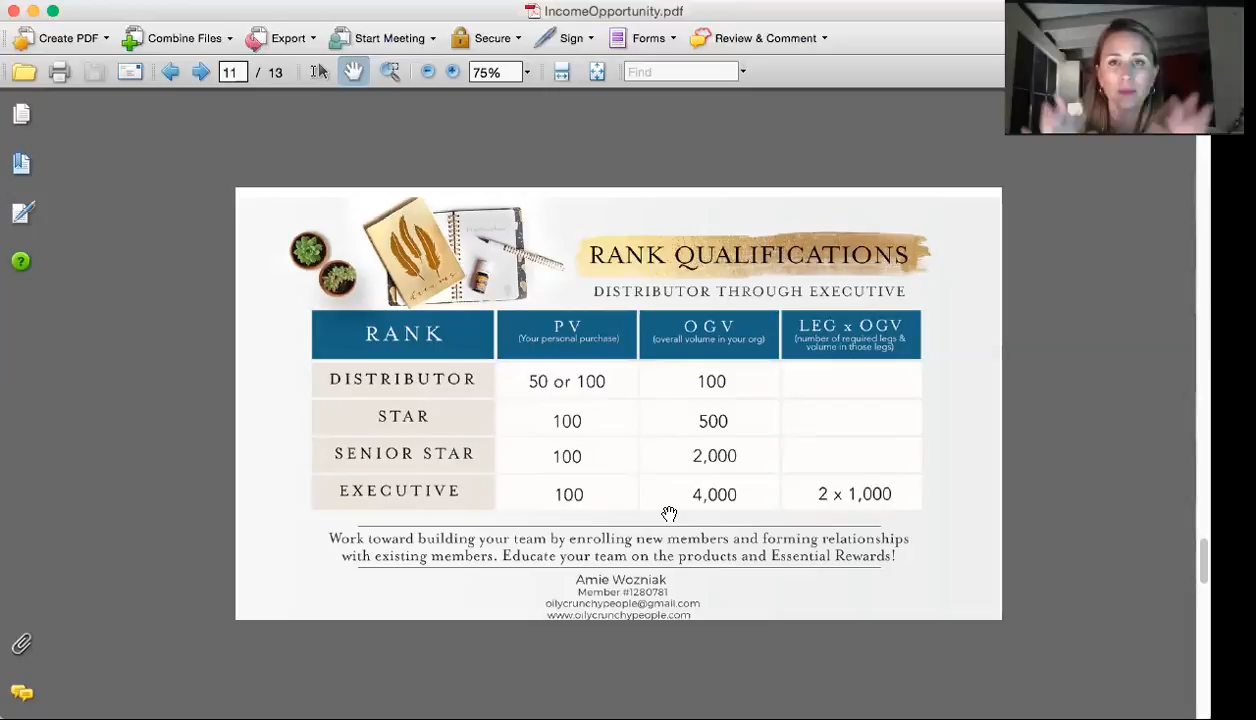 IncomeOpportunity.pdf
Create PDF
Combine Files
Export
Start Meeting
Secure
Sign
Forms
Review & Comment
11 / 13
75%
Find
RANK QUALIFICATIONS
DISTRIBUTOR THROUGH EXECUTIVE
RANK
PV
(Your personal purchase)
OGV
(overall volume in your org)
LEG x OGV
(number of required legs &
volume in those legs)
DISTRIBUTOR 50 or 100 100
STAR 100 500
SENIOR STAR 100 2,000
EXECUTIVE 100 4,000 2 x 1,000
Work toward building your team by enrolling new members and forming relationships
with existing members. Educate your team on the products and Essential Rewards!
Amie Wozniak
Member #1280781
oilycrunchypeople@gmail.com
www.oilycrunchypeople.com